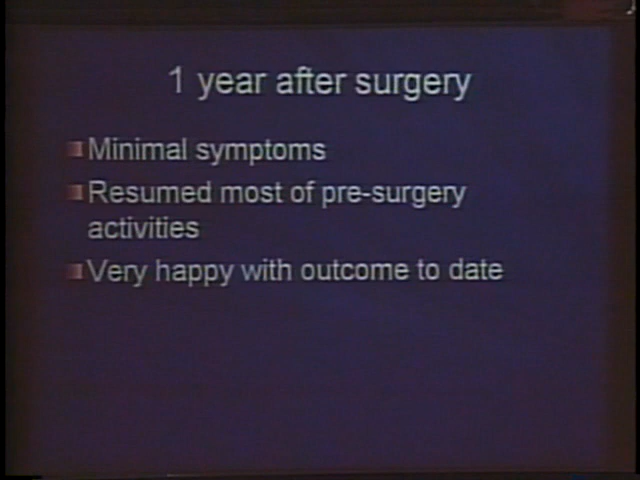 1 year after surgery
Minimal symptoms
Resumed most of pre-surgery
activities
Very happy with outcome to date